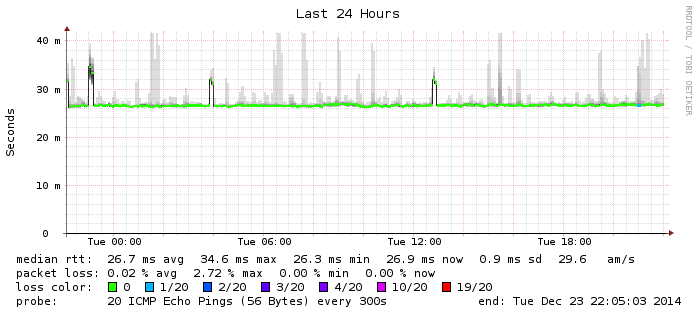 Last 24 Hours
RRDTOOL / TOBI OETIKER
Seconds
40 m
30 m
20 m
10 m
0
Tue 00:00 Tue 06:00 Tue 12:00 Tue 18:00
median rtt: 26.7 ms avg 34.6 ms max 26.3 ms min 26.9 ms now 0.9 ms sd 29.6 am/s
packet loss: 0.02 % avg 2.72 % max 0.00 % min 0.00 % now
loss color: 0 1/20 2/20 3/20 4/20 10/20 19/20
probe: 20 ICMP Echo Pings (56 Bytes) every 300s end: Tue Dec 23 22:05:03 2014